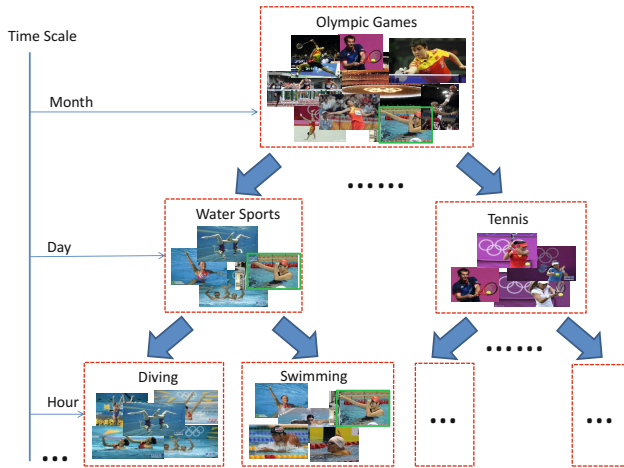 Olympic Games
Time Scale
Month
......
Water Sports
Tennis
Day
......
Diving
Swimming
Hour
...
...
...